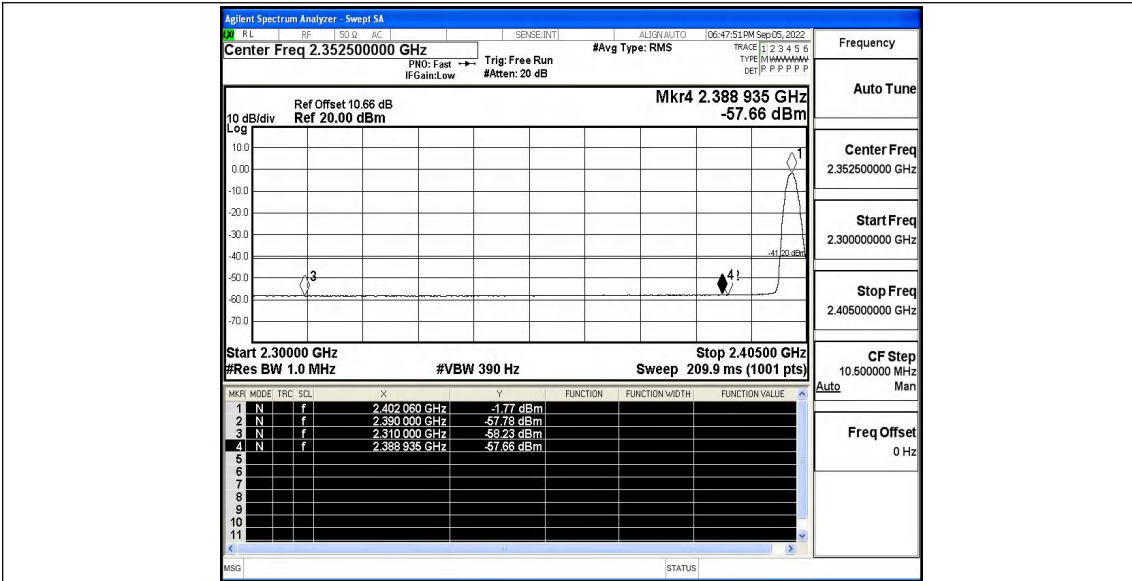 Agilent Spectrum Analyzer - Swept SA
LXI RL RF 50 Ω AC SENSE:INT ALIGNAUTO 06:47:51 PM Sep 05, 2022
Center Freq 2.352500000 GHz
PNO: Fast
IFGain:Low
Trig: Free Run
#Atten: 20 dB
#Avg Type: RMS
TRACE 1 2 3 4 5 6
TYPE M WWWWW
DET P P P P P P
Mkr4 2.388 935 GHz
-57.66 dBm
Ref Offset 10.66 dB
10 dB/div Ref 20.00 dBm
Log
10.0
0.00
-10.0
-20.0
-30.0
-40.0
-50.0
-60.0
-70.0
1
-41.20 dBm
3
4
Start 2.30000 GHz Stop 2.40500 GHz
#Res BW 1.0 MHz #VBW 390 Hz Sweep 209.9 ms (1001 pts)
MKR MODE TRC SCL X Y FUNCTION FUNCTION WIDTH FUNCTION VALUE
1 N f 2.402 060 GHz -1.77 dBm
2 N f 2.390 000 GHz -57.78 dBm
3 N f 2.310 000 GHz -58.23 dBm
4 N f 2.388 935 GHz -57.66 dBm
5
6
7
8
9
10
11
MSG STATUS
Frequency
Auto Tune
Center Freq
2.352500000 GHz
Start Freq
2.300000000 GHz
Stop Freq
2.405000000 GHz
CF Step
10.500000 MHz
Auto Man
Freq Offset
0 Hz